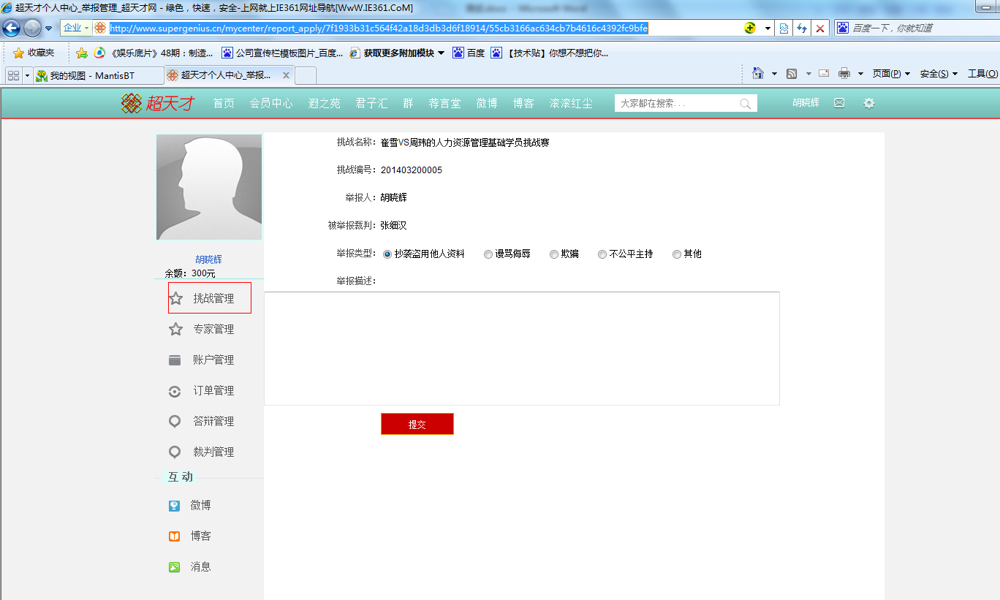 超天才个人中心_举报管理_超天才网 - 绿色，快速，安全-上网就上IE361网址导航[WwW.IE361.CoM]
企业 http://www.supergenius.cn/mycenter/report_apply/7f1933b31c564f42a18d3db3d6f18914/55cb3166ac634cb7b4616c4392fc9bfe 百度一下，你就知道
收藏夹 《娱乐底片》48期：制造... 公司宣传栏模板图片_百度... 获取更多附加模块 百度 【技术贴】你想不想把你...
我的视图 - MantisBT 超天才个人中心_举报... 页面(P) 安全(S) 工具(O)
超天才 首页 会员中心 遐之苑 君子汇 群 荐言堂 微博 博客 滚滚红尘 大家都在搜索... 胡晓辉
挑战名称：崔雪VS周玮的人力资源管理基础学员挑战赛
挑战编号：201403200005
举报人：胡晓辉
被举报裁判：张细汉
举报类型：抄袭盗用他人资料 谩骂侮辱 欺骗 不公平主持 其他
举报描述：
提交
胡晓辉
余额：300元
挑战管理
专家管理
账户管理
订单管理
答辩管理
裁判管理
互动
微博
博客
消息